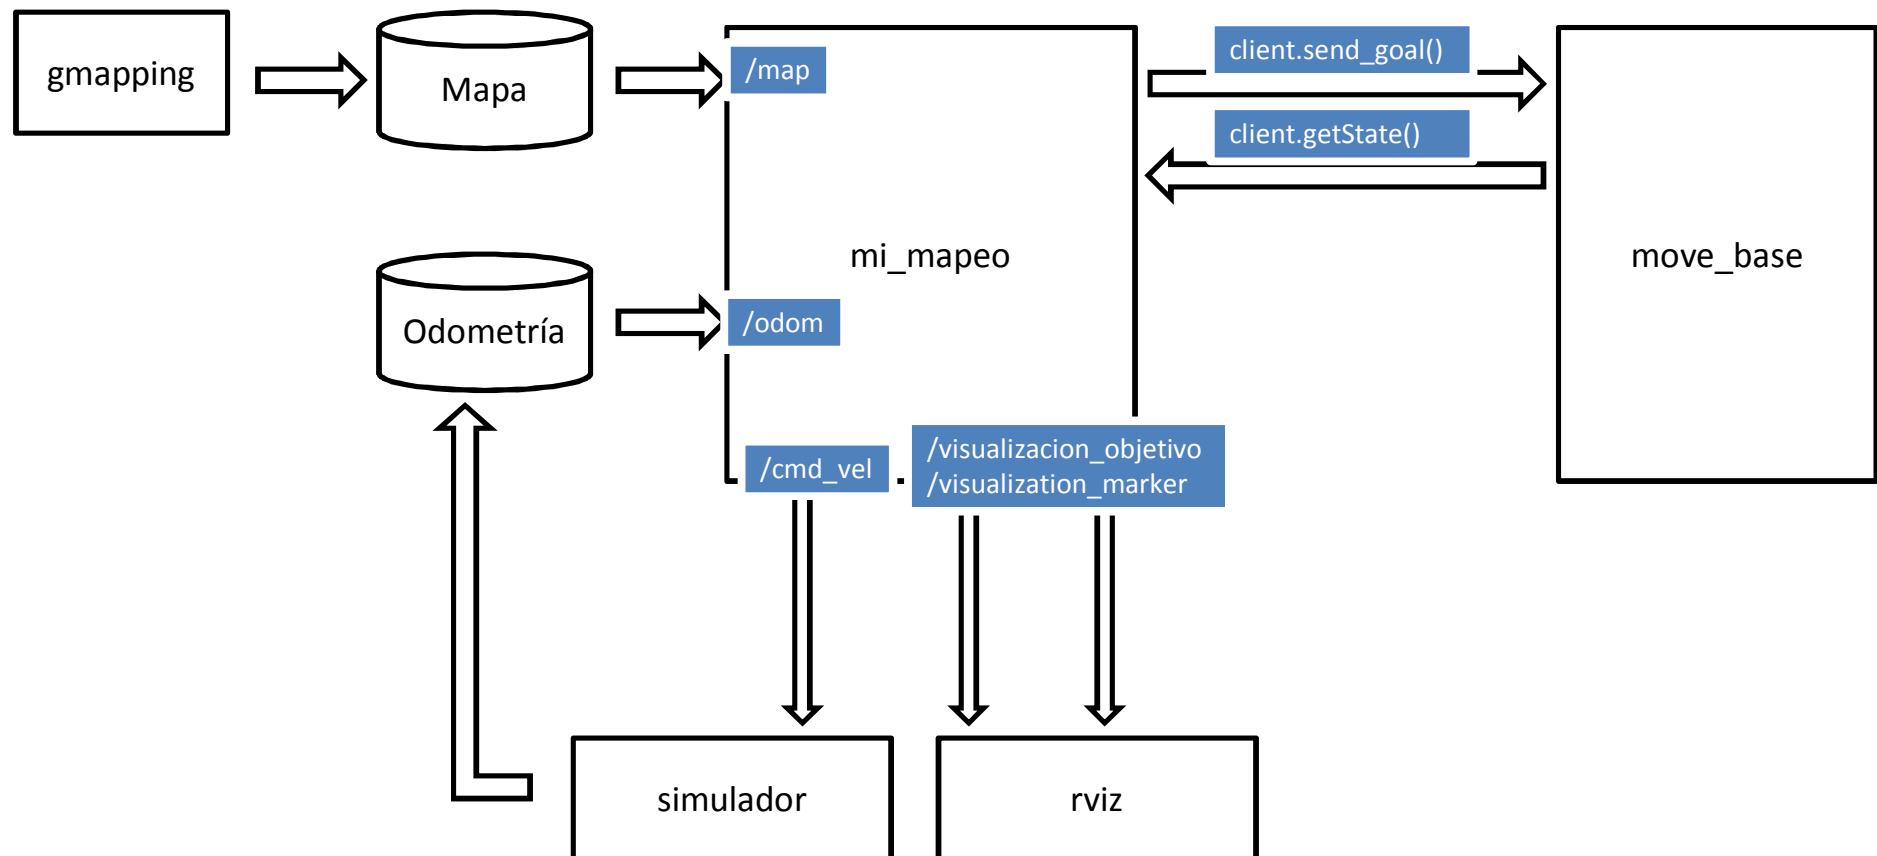 gmapping
Mapa
/map
client.send_goal()
client.getState()
mi_mapeo
move_base
Odometría
/odom
/cmd_vel
/visualizacion_objetivo
/visualization_marker
simulador
rviz